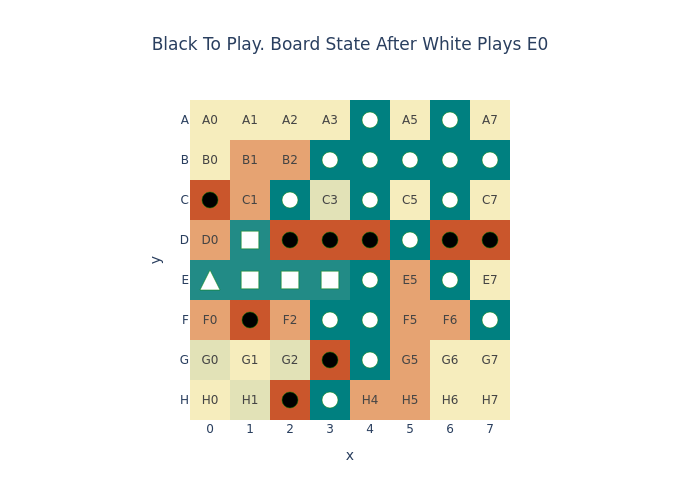 Black To Play. Board State After White Plays E0
A A0 A1 A2 A3 A5 A7
B B0 B1 B2
C C1 C3 C5 C7
D D0
E E5 E7
F F0 F2 F5 F6
G G0 G1 G2 G5 G6 G7
H H0 H1 H4 H5 H6 H7
0 1 2 3 4 5 6 7
x
y